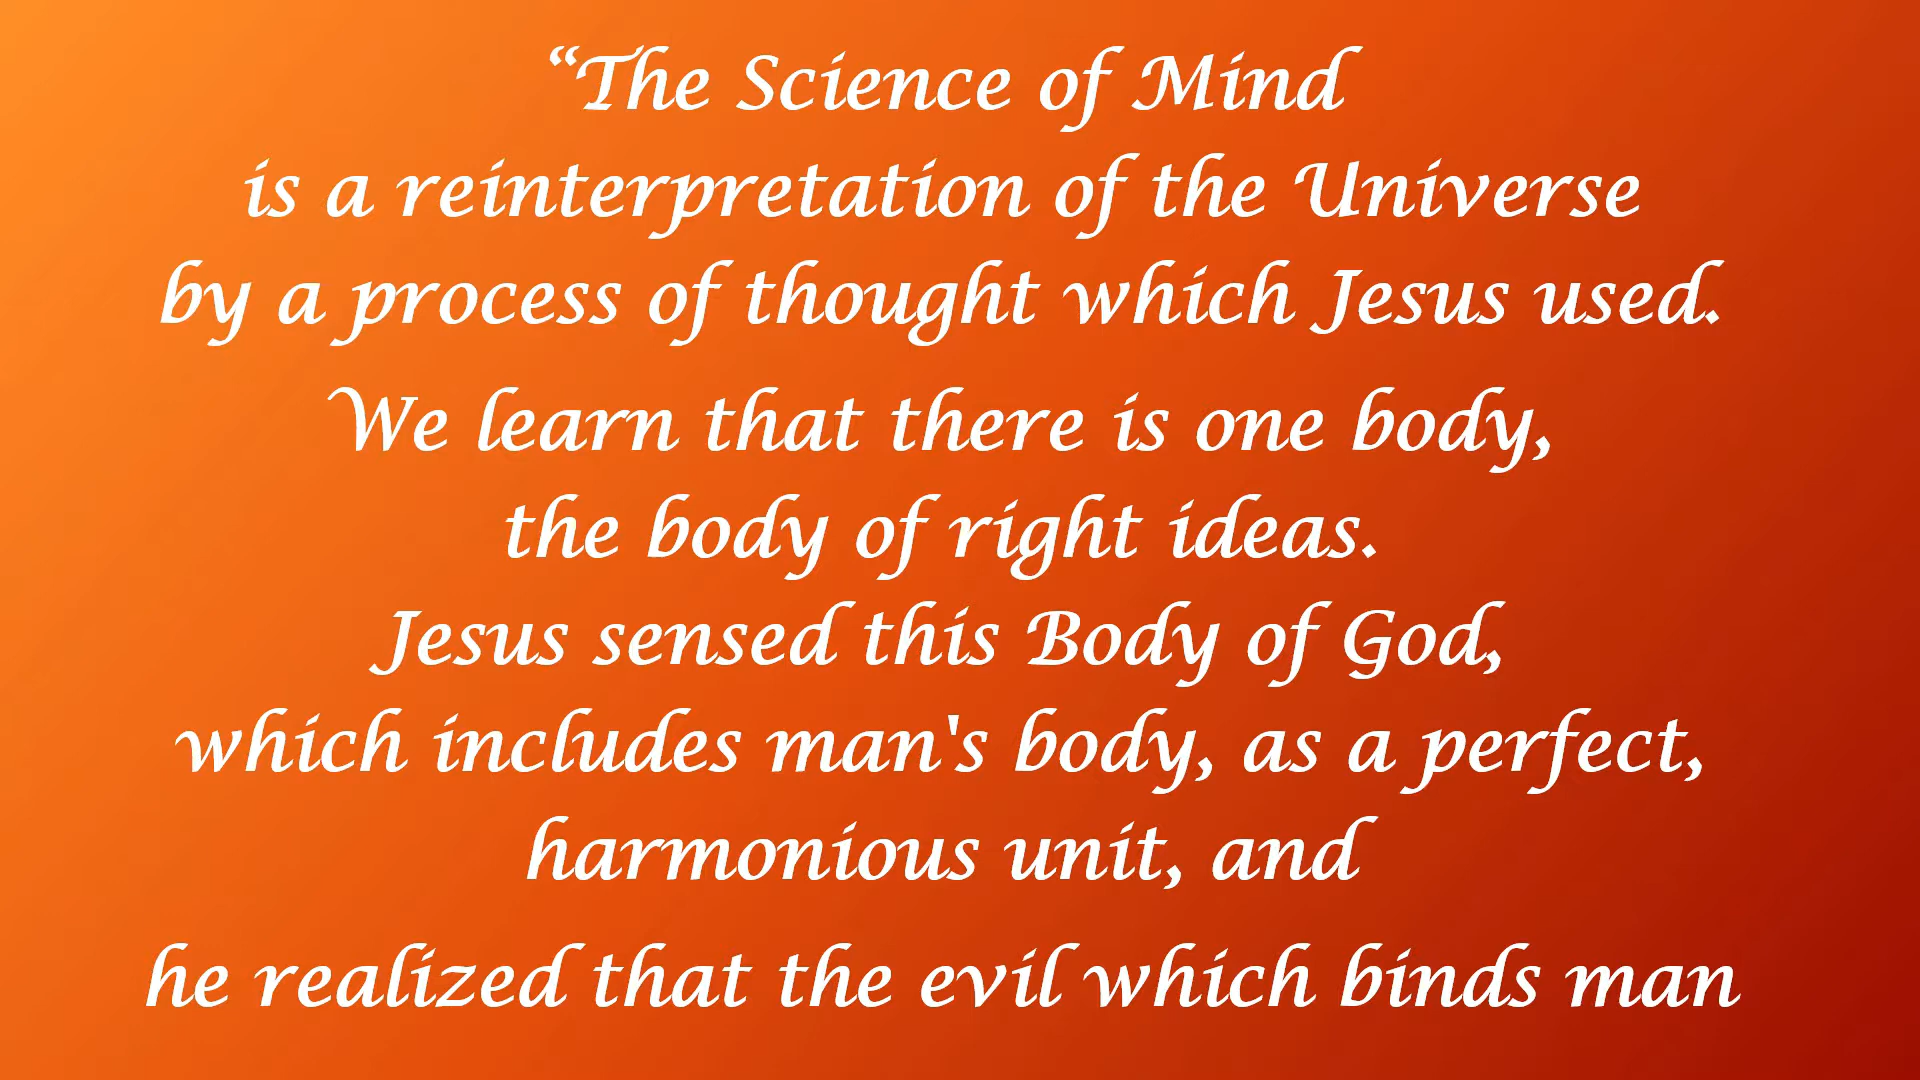 “The Science of Mind
is a reinterpretation of the Universe
by a process of thought which Jesus used.
We learn that there is one body,
the body of right ideas.
Jesus sensed this Body of God,
which includes man's body, as a perfect,
harmonious unit, and
he realized that the evil which binds man